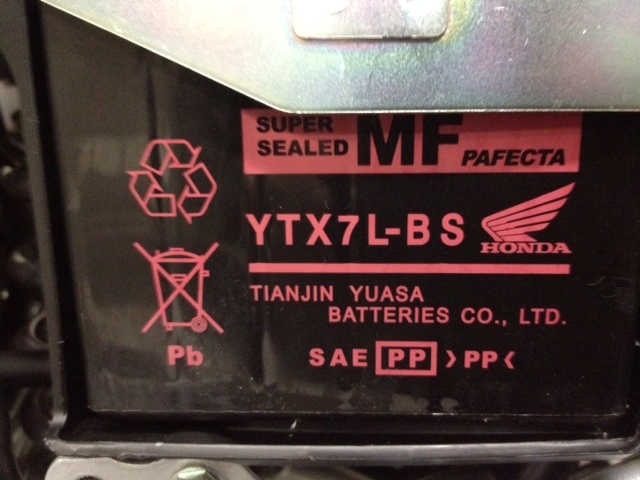 SUPER
SEALED MF PAFECTA
YTX7L-BS HONDA
TIANJIN YUASA
BATTERIES CO., LTD.
Pb
SAE PP >PP<